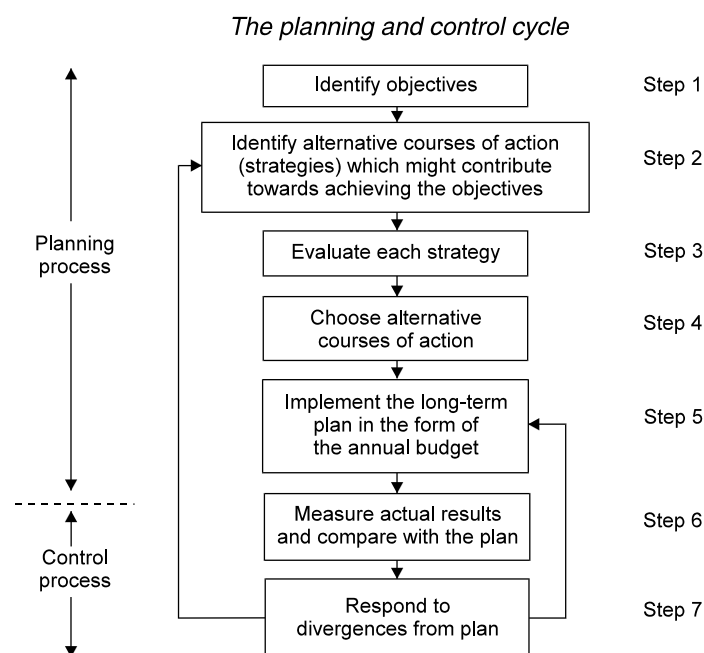 The planning and control cycle
Identify objectives
Step 1
Identify alternative courses of action
(strategies) which might contribute
towards achieving the objectives
Step 2
Planning
process
Evaluate each strategy
Step 3
Choose alternative
courses of action
Step 4
Implement the long-term
plan in the form of
the annual budget
Step 5
Measure actual results
and compare with the plan
Step 6
Control
process
Respond to
divergences from plan
Step 7